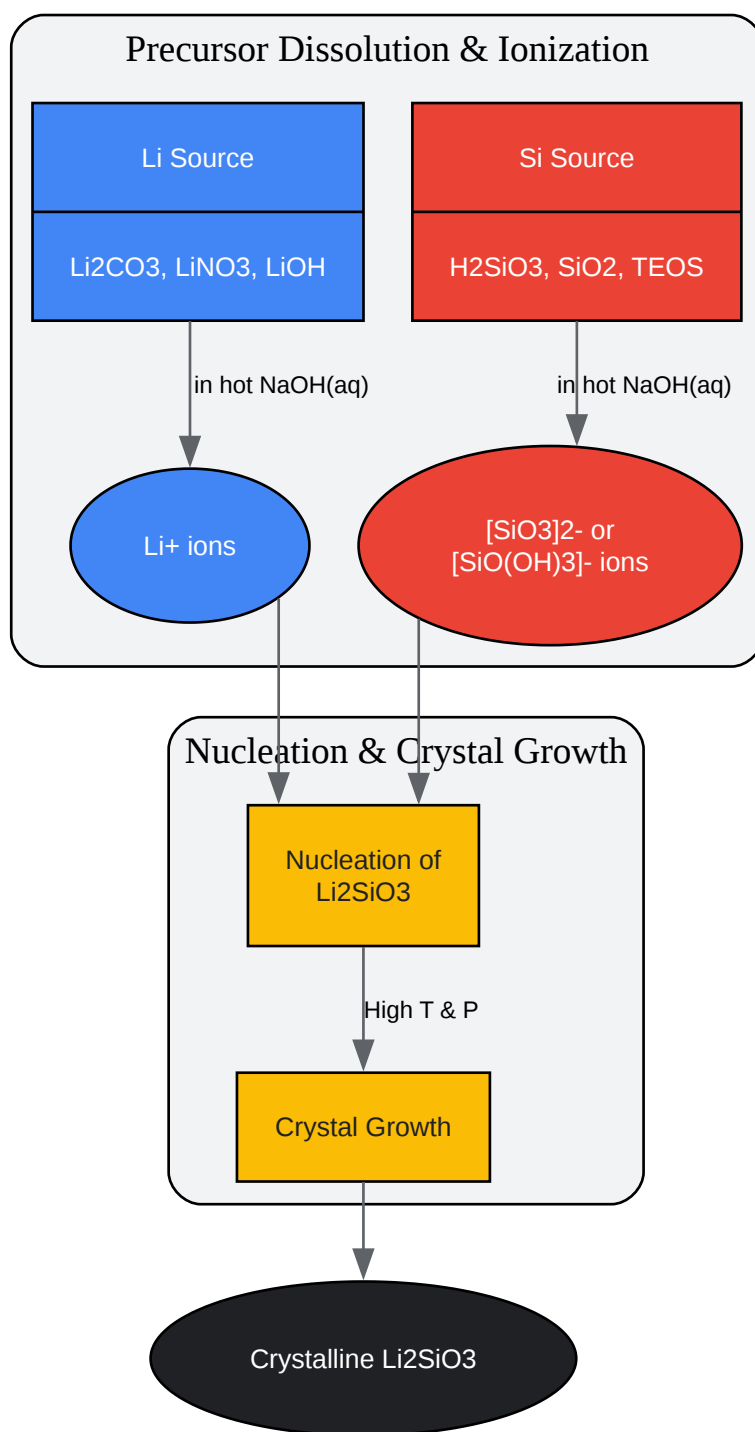 Precursor Dissolution & Ionization
Li Source
Si Source
Li2CO3, LiNO3, LiOH
H2SiO3, SiO2, TEOS
in hot NaOH(aq)
in hot NaOH(aq)
Li+ ions
[SiO3]2- or
[SiO(OH)3]- ions
Nucleation & Crystal Growth
Nucleation of
Li2SiO3
High T & P
Crystal Growth
Crystalline Li2SiO3